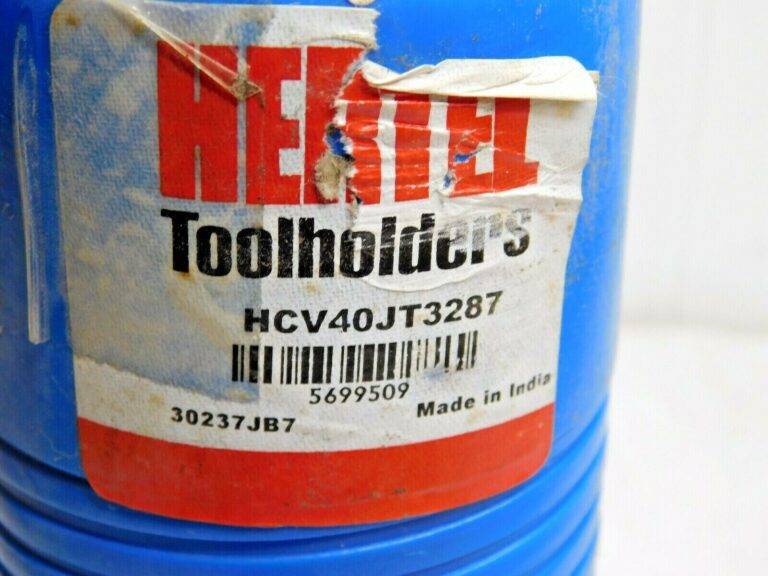 HERTEL
Toolholders
HCV40JT3287
5699509
30237JB7 Made in India